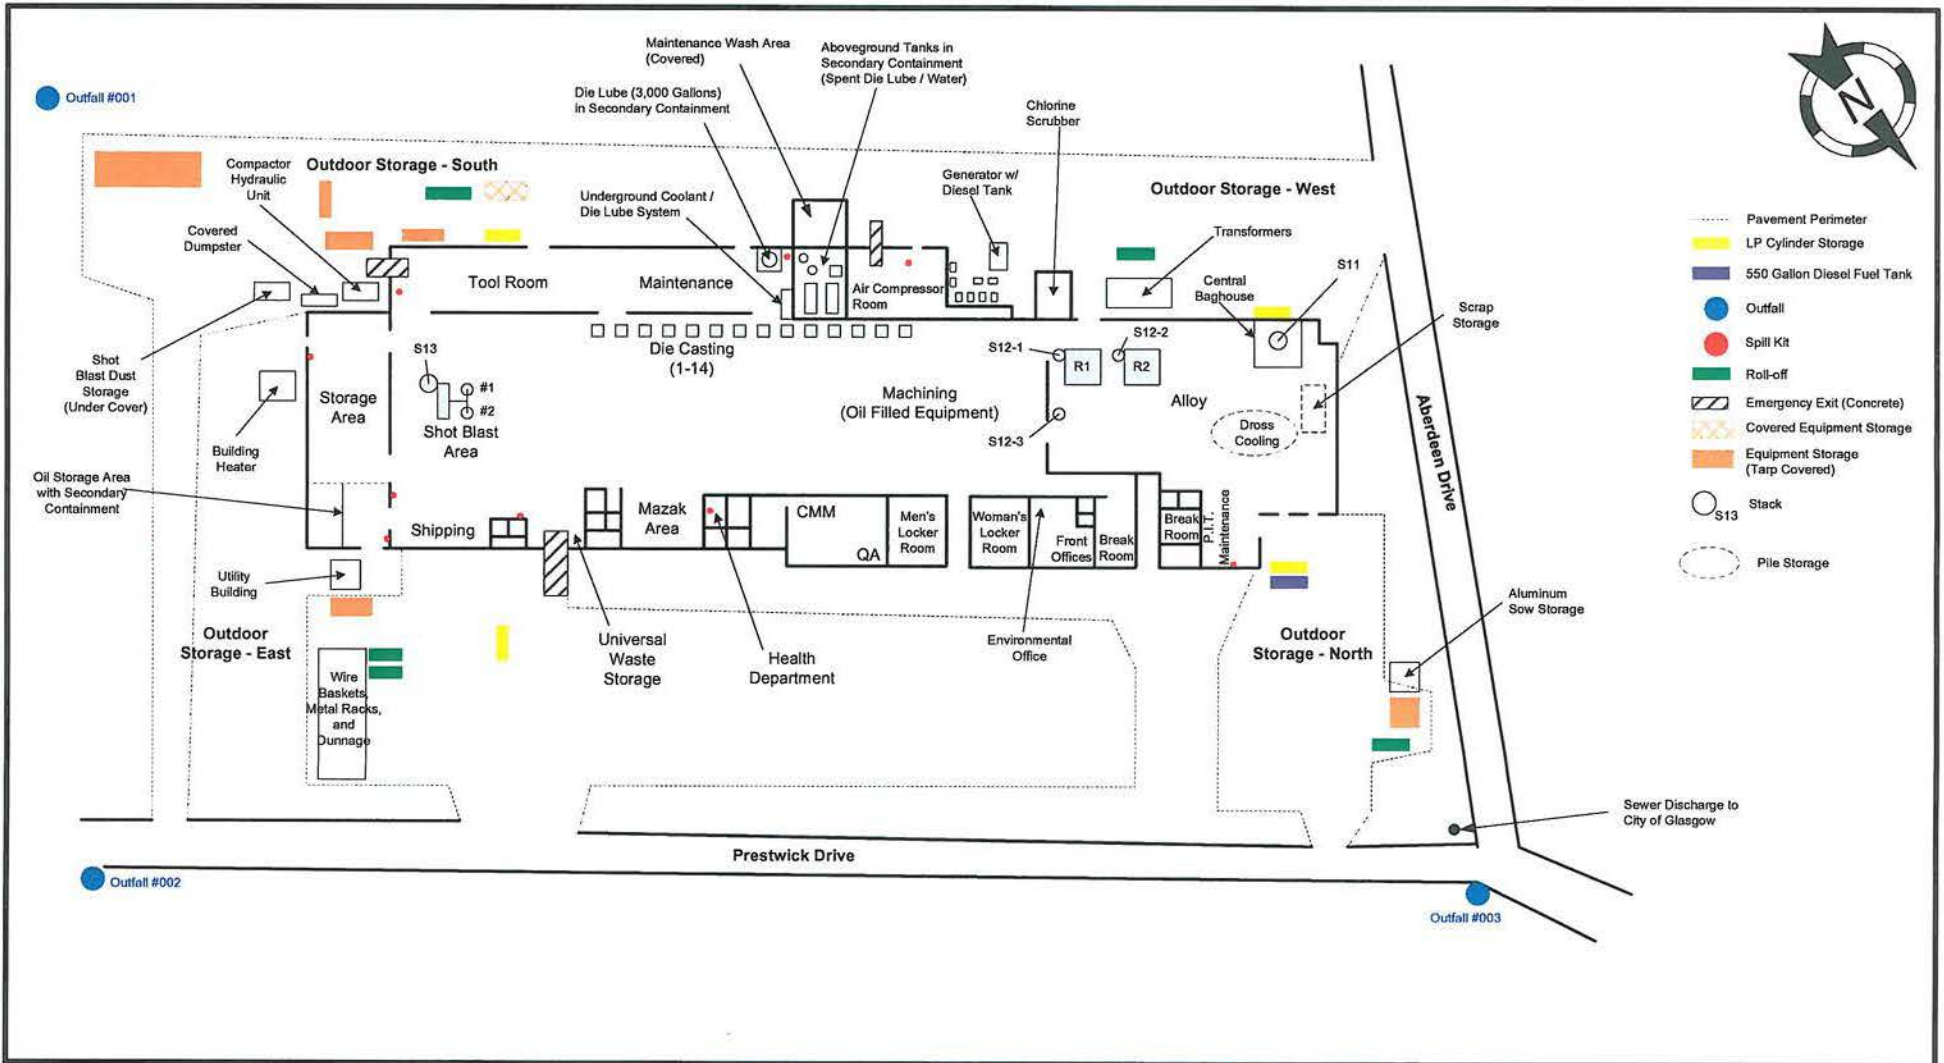 Maintenance Wash Area
(Covered)
Aboveground Tanks in
Secondary Containment
(Spent Die Lube / Water)
N
Outfall #001
Die Lube (3,000 Gallons)
in Secondary Containment
Chlorine
Scrubber
Compactor
Hydraulic
Unit
Outdoor Storage - South
Underground Coolant /
Die Lube System
Generator w/
Diesel Tank
Outdoor Storage - West
Covered
Dumpster
Transformers
Tool Room
Maintenance
Air Compressor
Room
Central
Baghouse
S11
Scrap
Storage
Shot
Blast Dust
Storage
(Under Cover)
S13
#1
#2
Die Casting
(1-14)
S12-1
S12-2
R1
R2
Storage
Area
Shot Blast
Area
Machining
(Oil Filled Equipment)
S12-3
Alloy
Dross
Cooling
Building
Heater
Aberdeen Drive
Oil Storage Area
with Secondary
Containment
Shipping
Mazak
Area
CMM
QA
Men's
Locker
Room
Woman's
Locker
Room
Front
Offices
Break
Room
Break
Room
P.I.T.
Maintenance
Utility
Building
Outdoor
Storage - East
Wire
Baskets,
Metal Racks,
and
Dunnage
Universal
Waste
Storage
Health
Department
Environmental
Office
Outdoor
Storage - North
Aluminum
Sow Storage
Sewer Discharge to
City of Glasgow
Prestwick Drive
Outfall #002
Outfall #003
Pavement Perimeter
LP Cylinder Storage
550 Gallon Diesel Fuel Tank
Outfall
Spill Kit
Roll-off
Emergency Exit (Concrete)
Covered Equipment Storage
Equipment Storage
(Tarp Covered)
S13
Stack
Pile Storage